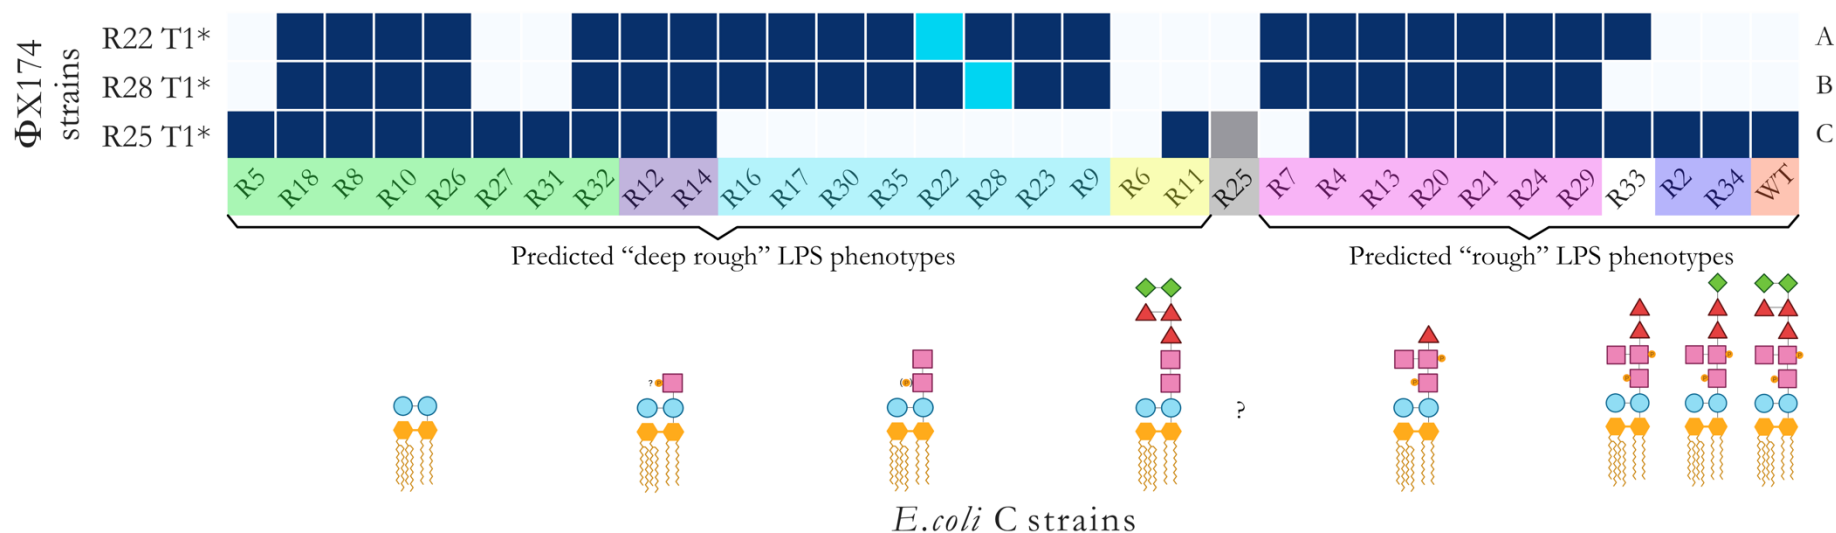 ΦX174
strains
R22 T1* A
R28 T1* B
R25 T1* C
R5 R18 R8 R10 R26 R27 R31 R32 R12 R14 R16 R17 R30 R35 R22 R28 R23 R9 R6 R11 R25 R7 R4 R13 R20 R21 R24 R29 R33 R2 R34 WT
Predicted “deep rough” LPS phenotypes Predicted “rough” LPS phenotypes
P P P
? P (P) P P P P
?
E.coli C strains